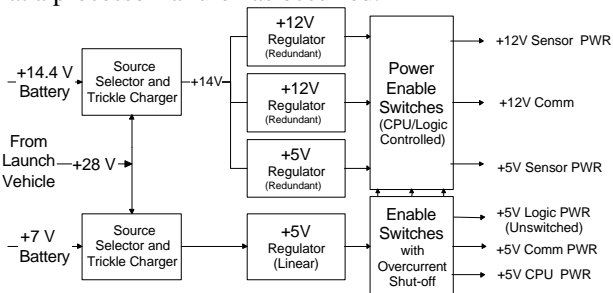 +14.4 V
Battery
Source
Selector and
Trickle Charger
+14V
+12V
Regulator
(Redundant)
+12V
Regulator
(Redundant)
+5V
Regulator
(Redundant)
Power
Enable
Switches
(CPU/Logic
Controlled)
+12V Sensor PWR
+12V Comm
+5V Sensor PWR
From
Launch
Vehicle
+28 V
+7 V
Battery
Source
Selector and
Trickle Charger
+5V
Regulator
(Linear)
Enable
Switches
with
Overcurrent
Shut-off
+5V Logic PWR
(Unswitched)
+5V Comm PWR
+5V CPU PWR